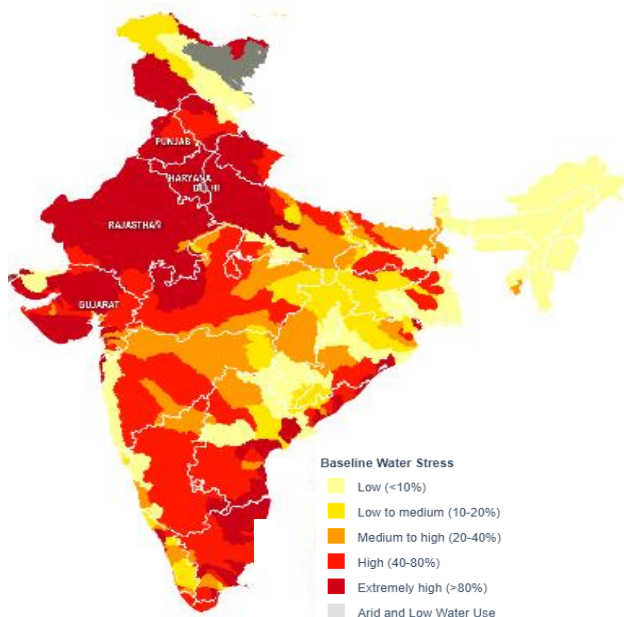 PUNJAB
HARYANA
DELHI
RAJASTHAN
GUJARAT
Baseline Water Stress
Low (<10%)
Low to medium (10-20%)
Medium to high (20-40%)
High (40-80%)
Extremely high (>80%)
Arid and Low Water Use